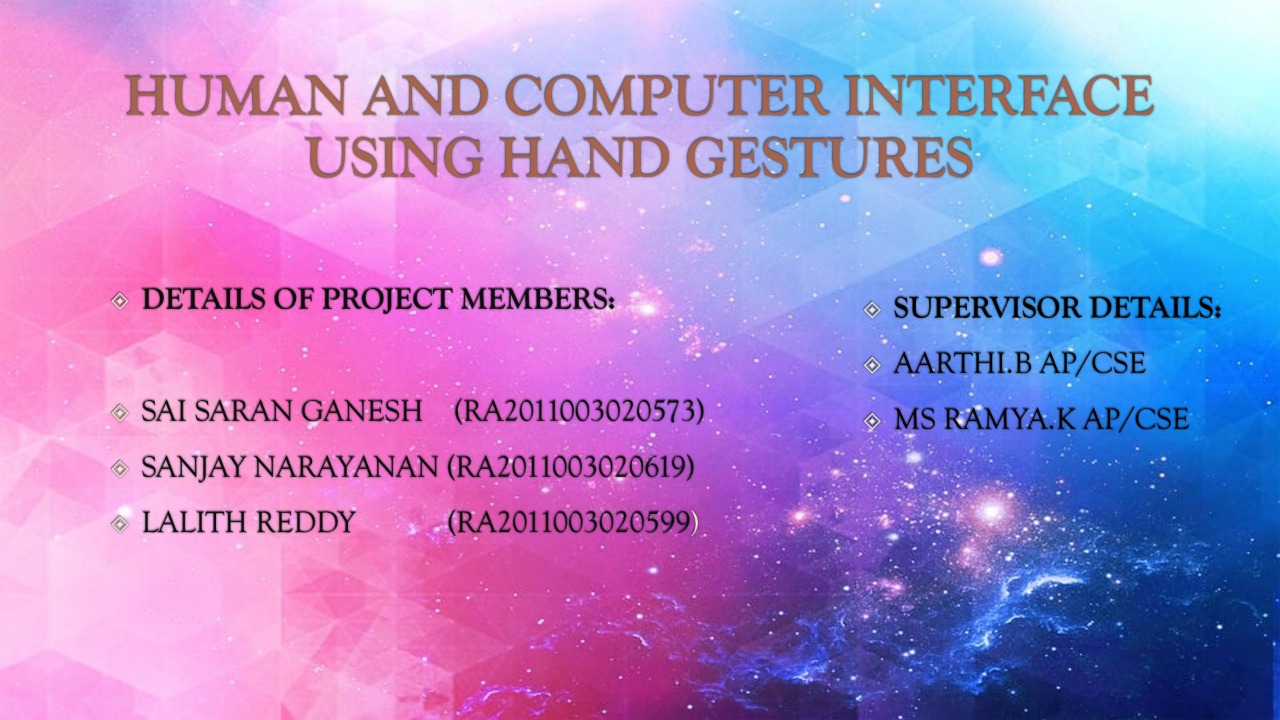 HUMAN AND COMPUTER INTERFACE
USING HAND GESTURES
DETAILS OF PROJECT MEMBERS:
SAI SARAN GANESH (RA2011003020573)
SANJAY NARAYANAN (RA2011003020619)
LALITH REDDY (RA2011003020599)
SUPERVISOR DETAILS:
AARTHI.B AP/CSE
MS RAMYA.K AP/CSE